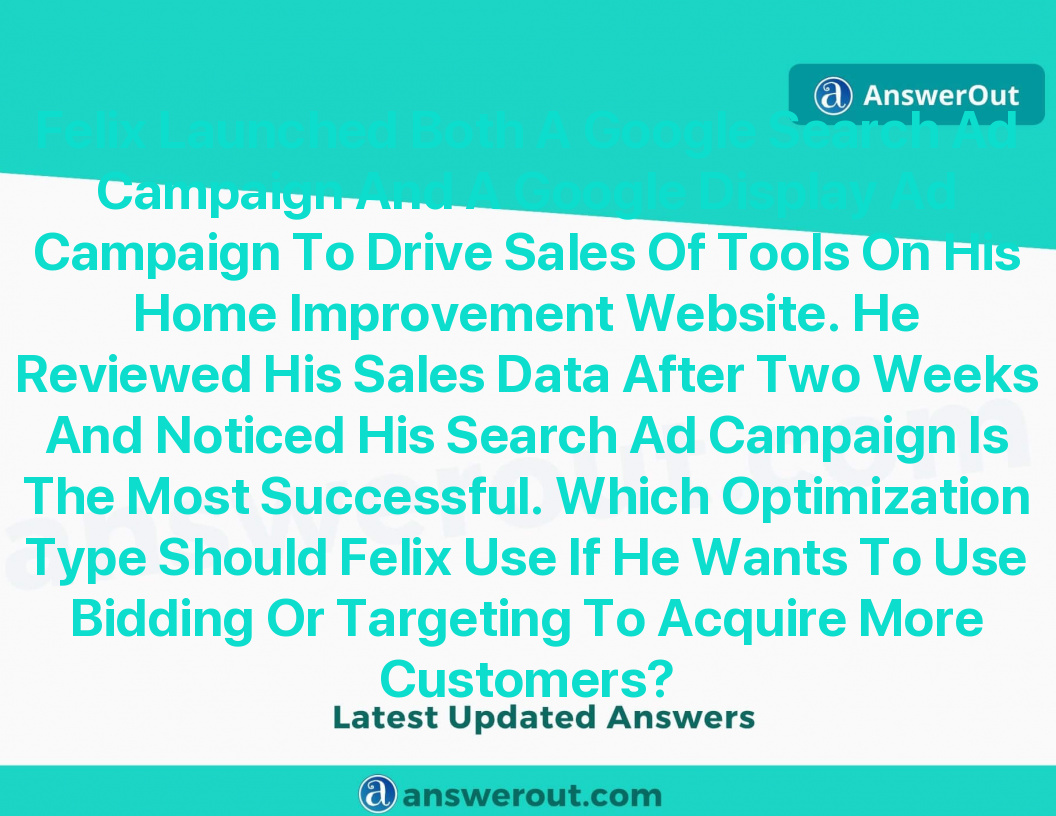 AnswerOut
Felix Launched Both A Google Search Ad
Campaign And A Google Display Ad
Campaign To Drive Sales Of Tools On His
Home Improvement Website. He
Reviewed His Sales Data After Two Weeks
And Noticed His Search Ad Campaign Is
The Most Successful. Which Optimization
Type Should Felix Use If He Wants To Use
Bidding Or Targeting To Acquire More
Customers?
answerout.com
Latest Updated Answers
answerout.com